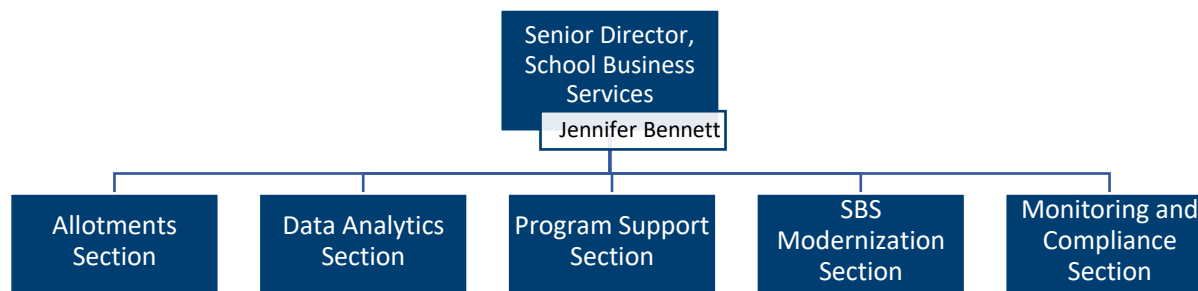 Senior Director,
School Business
Services
Jennifer Bennett
Allotments
Section
Data Analytics
Section
Program Support
Section
SBS
Modernization
Section
Monitoring and
Compliance
Section